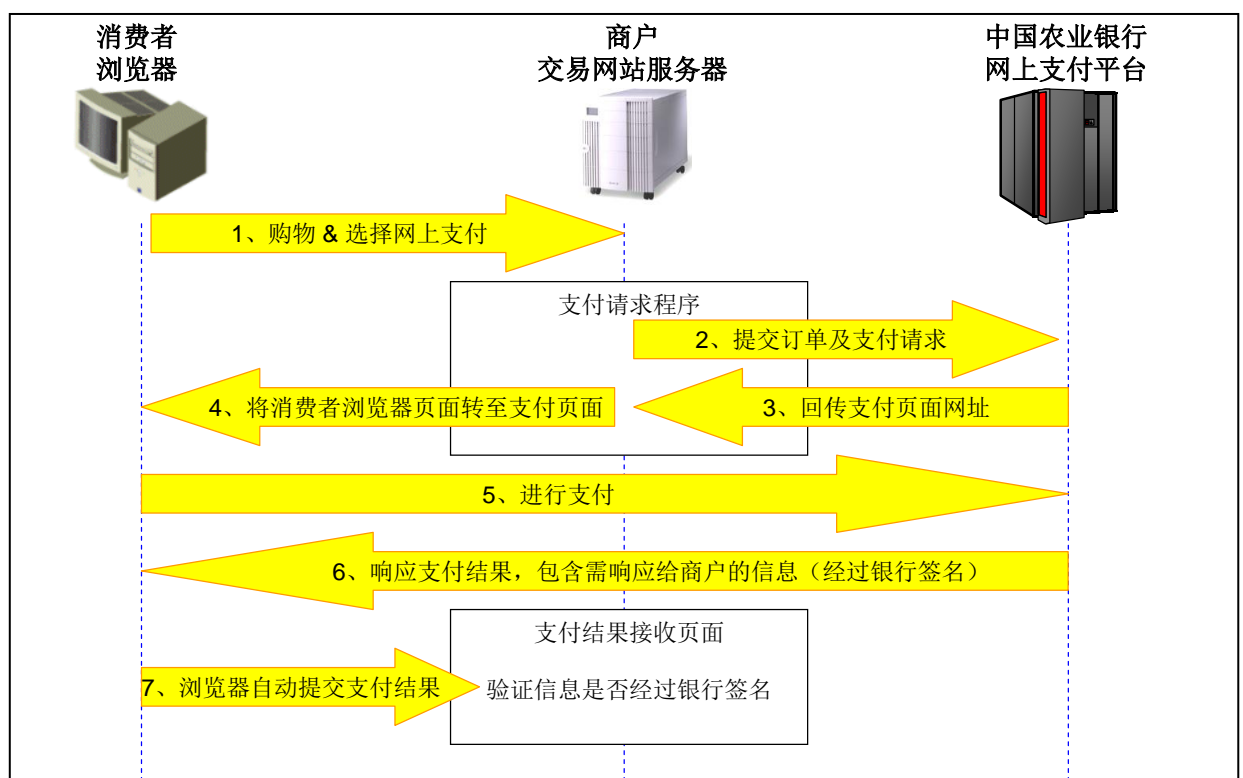 消费者
浏览器
商户
交易网站服务器
中国农业银行
网上支付平台
1、购物 & 选择网上支付
支付请求程序
2、提交订单及支付请求
4、将消费者浏览器页面转至支付页面
3、回传支付页面网址
5、进行支付
6、响应支付结果，包含需响应给商户的信息（经过银行签名）
支付结果接收页面
7、浏览器自动提交支付结果
验证信息是否经过银行签名